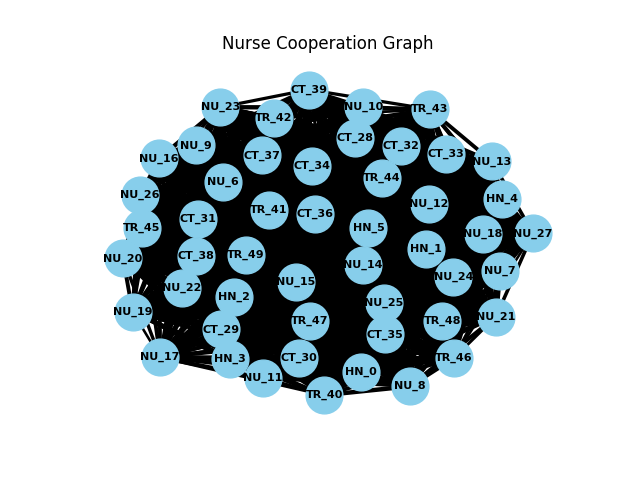 Nurse Cooperation Graph
CT_39
NU_23
NU_10
TR_43
TR_42
CT_28
NU_9
CT_32
CT_37
CT_33
NU_16
NU_13
CT_34
TR_44
NU_6
NU_26
HN_4
NU_12
TR_41
CT_36
CT_31
TR_45
HN_5
NU_18
NU_27
HN_1
TR_49
CT_38
NU_20
NU_14
NU_7
NU_24
NU_15
NU_22
HN_2
NU_25
NU_19
NU_21
TR_47
TR_48
CT_29
CT_35
NU_17
HN_3
CT_30
TR_46
HN_0
NU_11
NU_8
TR_40